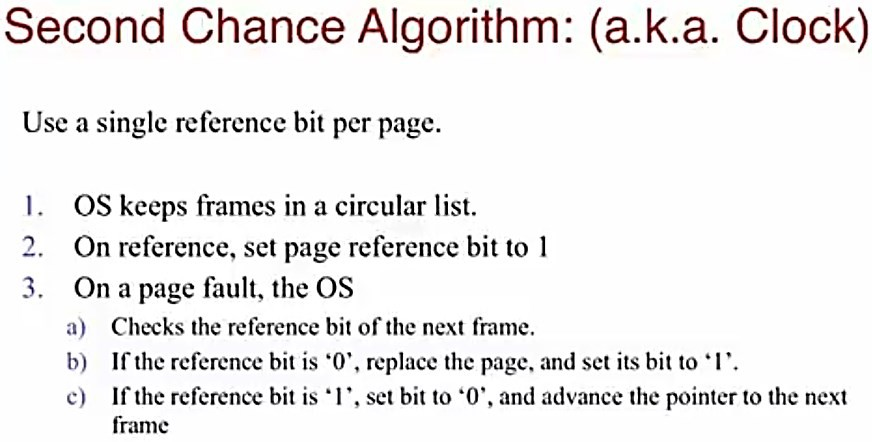 Second Chance Algorithm: (a.k.a. Clock)
Use a single reference bit per page.
1. OS keeps frames in a circular list.
2. On reference, set page reference bit to 1
3. On a page fault, the OS
a) Checks the reference bit of the next frame.
b) If the reference bit is ‘0’, replace the page, and set its bit to ‘1’.
c) If the reference bit is ‘1’, set bit to ‘0’, and advance the pointer to the next
frame